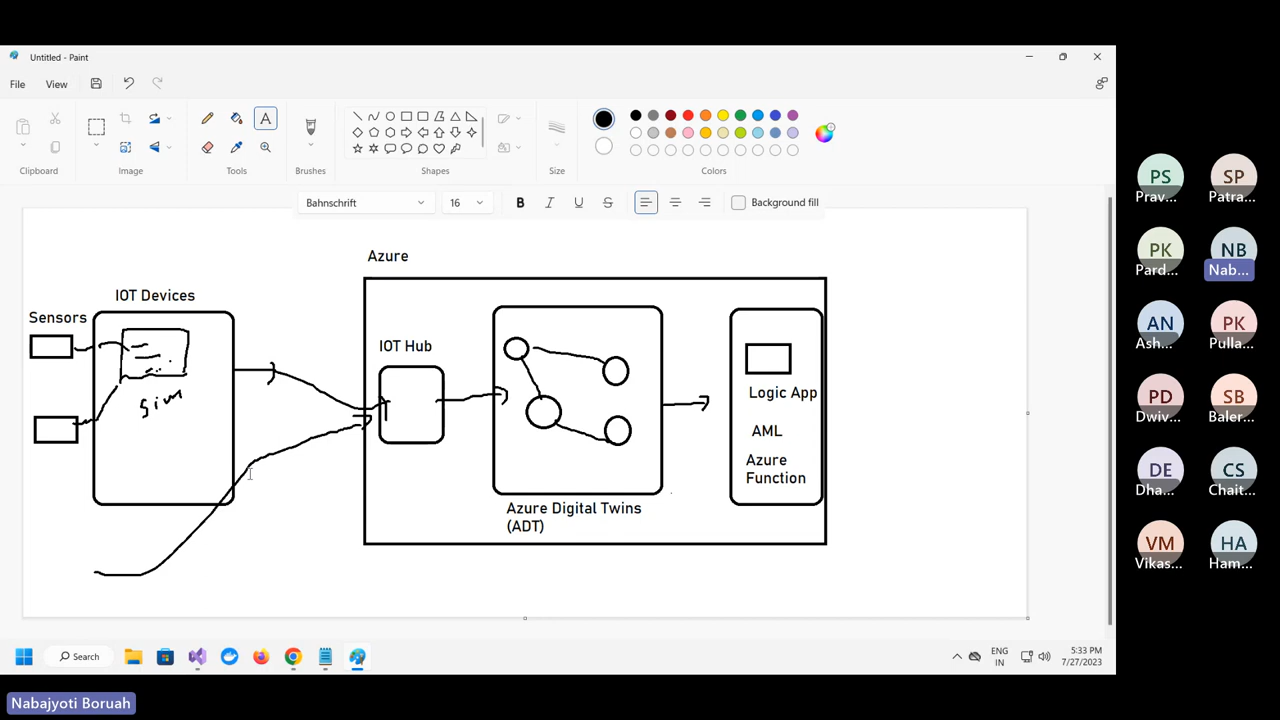 Untitled - Paint
File
View
Clipboard
Image
Tools
Brushes
Shapes
Size
Colors
Bahnschrift
16
B
I
U
S
Background fill
Azure
IOT Devices
Sensors
sim
IOT Hub
Azure Digital Twins
(ADT)
Logic App
AML
Azure
Function
PS
Prav...
SP
Patra...
PK
Pard...
NB
Nab...
AN
Ash...
PK
Pulla...
PD
Dwiv...
SB
Baler...
DE
Dha...
CS
Chait...
VM
Vikas...
HA
Ham...
Search
ENG
IN
5:33 PM
7/27/2023
Nabajyoti Boruah